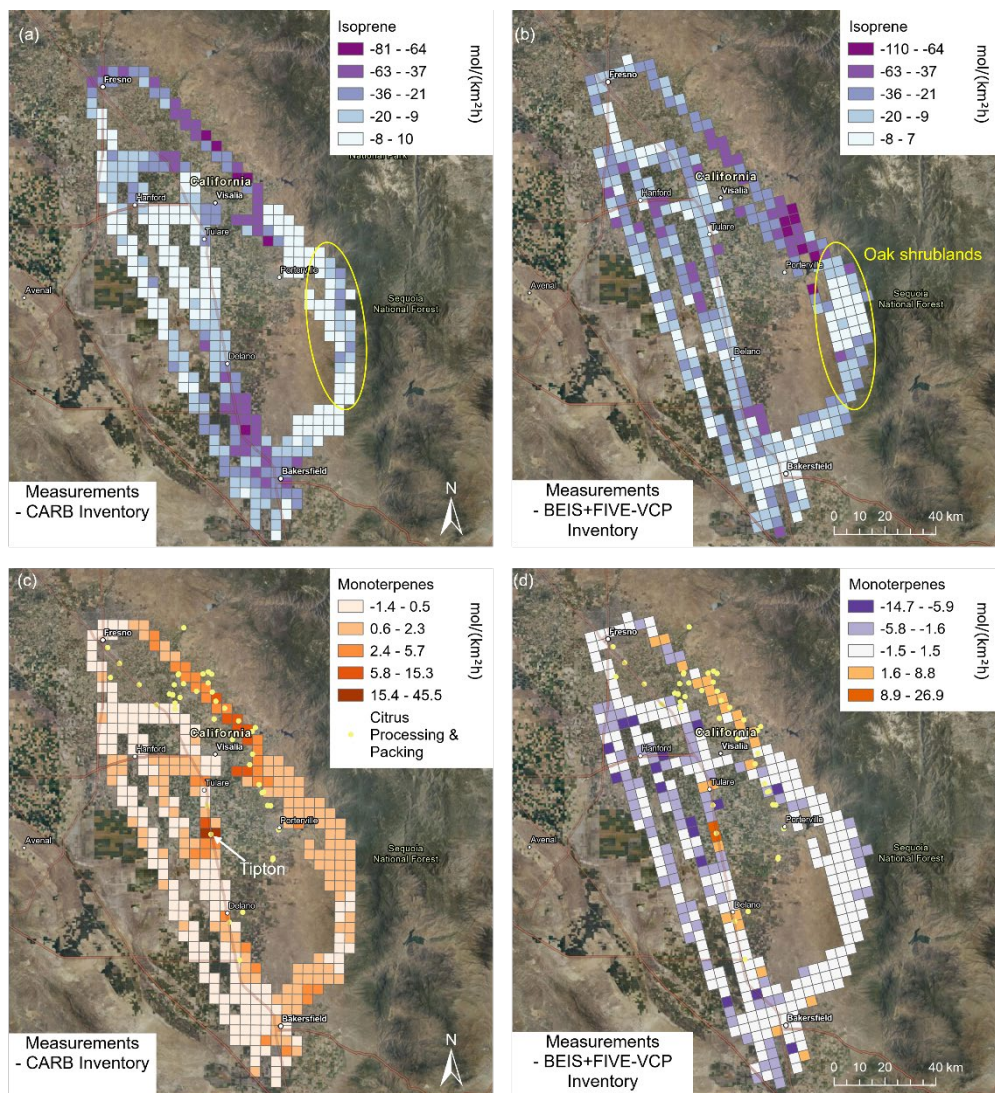 (a)
Isoprene
-81 - -64
-63 - -37
-36 - -21
-20 - -9
-8 - 10
mol/(km²h)
Fresno
National Park
California
Hanford
Visalia
Tulare
Porterville
Avenal
Sequoia
National Forest
Delano
Bakersfield
Measurements
- CARB Inventory
N
(b)
Isoprene
-110 - -64
-63 - -37
-36 - -21
-20 - -9
-8 - 7
mol/(km²h)
Fresno
California
Hanford
Visalia
Tulare
Oak shrublands
Porterville
Avenal
Sequoia
National Forest
Delano
Bakersfield
Measurements
- BEIS+FIVE-VCP
Inventory
N
0 10 20 40 km
(c)
Monoterpenes
-1.4 - 0.5
0.6 - 2.3
2.4 - 5.7
5.8 - 15.3
15.4 - 45.5
mol/(km²h)
Citrus
Processing &
Packing
Fresno
California
Hanford
Visalia
Tulare
Porterville
Avenal
Tipton
Sequoia
National Forest
Delano
Bakersfield
Measurements
- CARB Inventory
N
(d)
Monoterpenes
-14.7 - -5.9
-5.8 - -1.6
-1.5 - 1.5
1.6 - 8.8
8.9 - 26.9
mol/(km²h)
Fresno
California
Hanford
Visalia
Tulare
Porterville
Avenal
Sequoia
National Forest
Delano
Bakersfield
Measurements
- BEIS+FIVE-VCP
Inventory
N
0 10 20 40 km